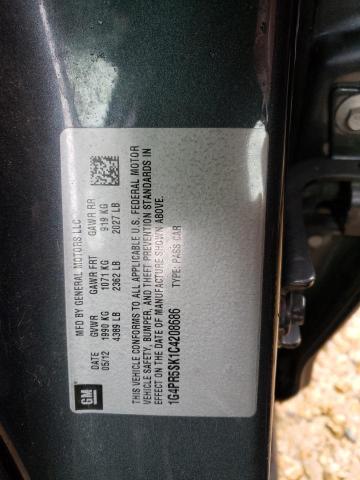 GM
MFD BY GENERAL MOTORS LLC
DATE GVWR GAWR FRT GAWR RR
05/12 1990 KG 1071 KG 919 KG
4389 LB 2362 LB 2027 LB
THIS VEHICLE CONFORMS TO ALL APPLICABLE U.S. FEDERAL MOTOR
VEHICLE SAFETY, BUMPER, AND THEFT PREVENTION STANDARDS IN
EFFECT ON THE DATE OF MANUFACTURE SHOWN ABOVE.
1G4PR5SK1C4208686 TYPE: PASS CAR